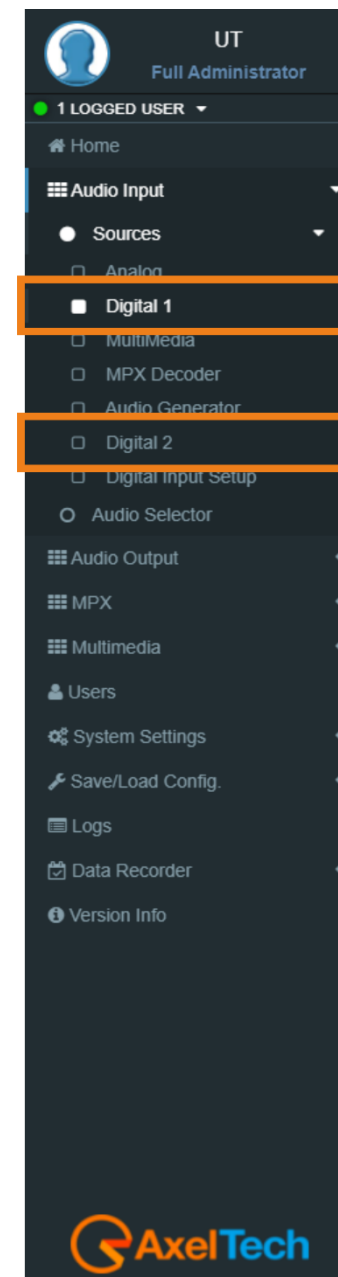 UT
Full Administrator
1 LOGGED USER
Home
Audio Input
Sources
Analog
Digital 1
MultiMedia
MPX Decoder
Audio Generator
Digital 2
Digital Input Setup
Audio Selector
Audio Output
MPX
Multimedia
Users
System Settings
Save/Load Config.
Logs
Data Recorder
Version Info
AxelTech